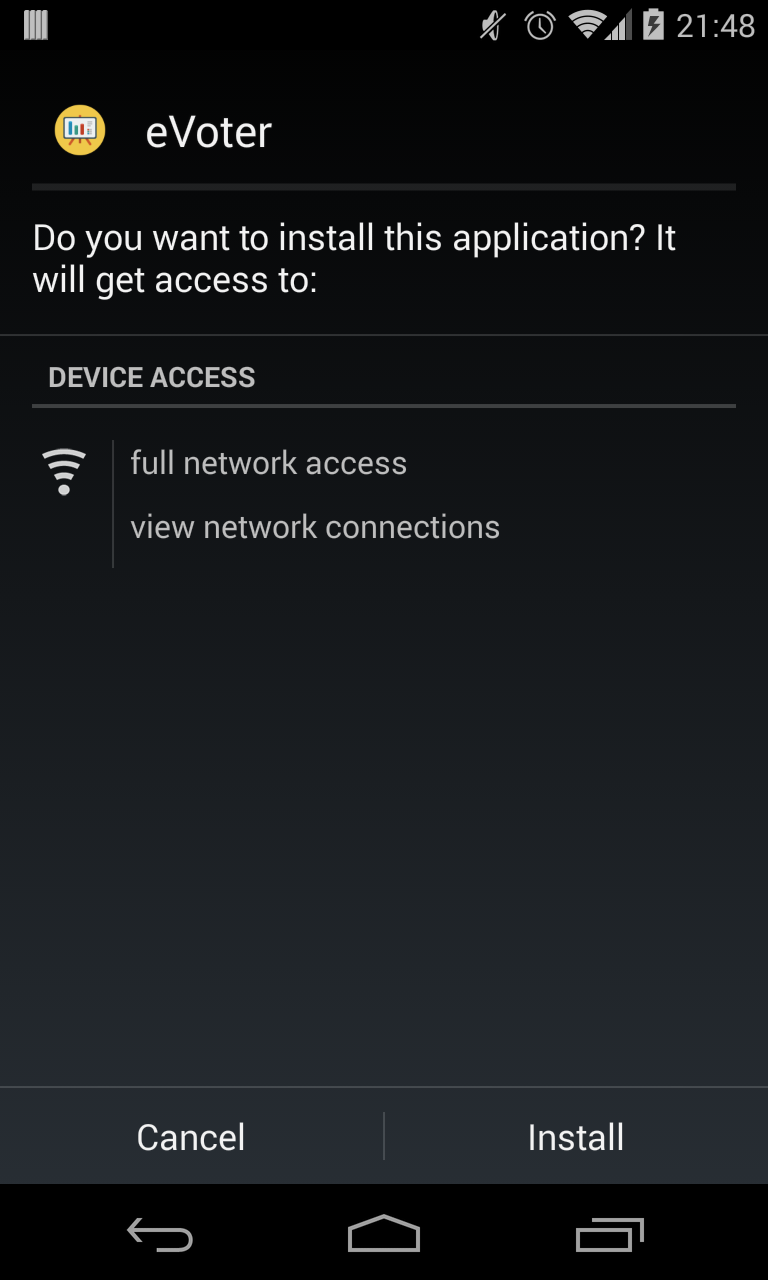 21:48
eVoter
Do you want to install this application? It
will get access to:
DEVICE ACCESS
full network access
view network connections
Cancel
Install